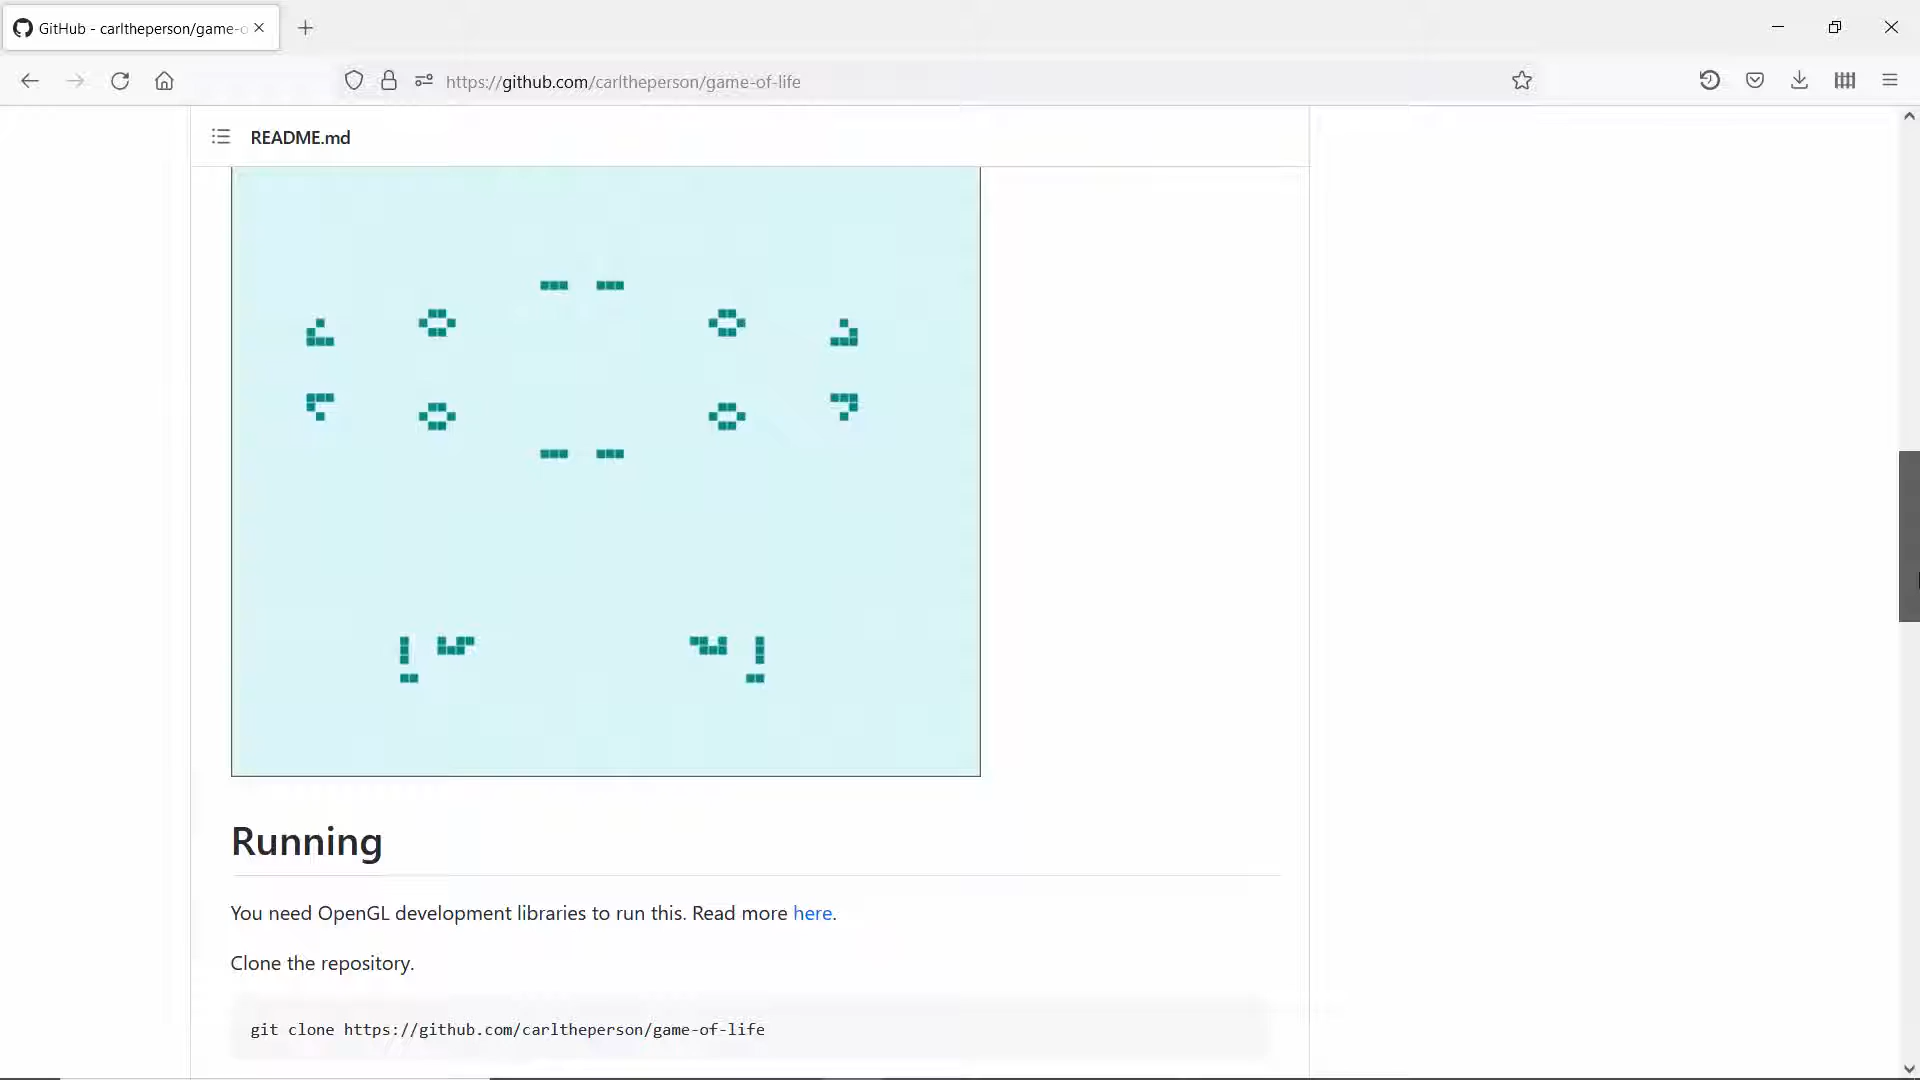 GitHub - carltheperson/game-o
https://github.com/carltheperson/game-of-life
README.md
Running
You need OpenGL development libraries to run this. Read more here.
Clone the repository.
git clone https://github.com/carltheperson/game-of-life